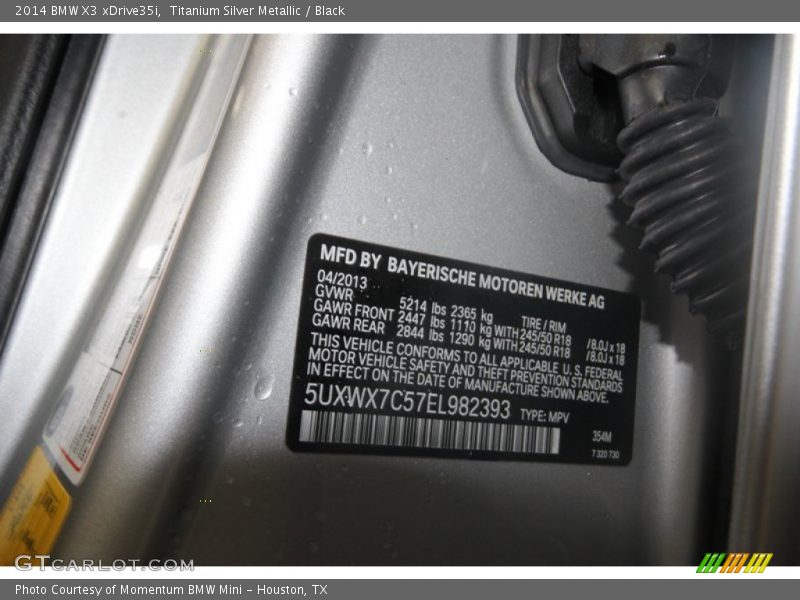 2014 BMW X3 xDrive35i, Titanium Silver Metallic / Black
MFD BY BAYERISCHE MOTOREN WERKE AG
04/2013
GVWR 5214 lbs 2365 kg TIRE / RIM
GAWR FRONT 2447 lbs 1110 kg WITH 245/50 R18 /8.0J x 18
GAWR REAR 2844 lbs 1290 kg WITH 245/50 R18 /8.0J x 18
THIS VEHICLE CONFORMS TO ALL APPLICABLE U.S. FEDERAL
MOTOR VEHICLE SAFETY AND THEFT PREVENTION STANDARDS
IN EFFECT ON THE DATE OF MANUFACTURE SHOWN ABOVE.
5UXWX7C57EL982393 TYPE: MPV
354M
7 320 730
GTCARLOT.COM
Photo Courtesy of Momentum BMW Mini - Houston, TX